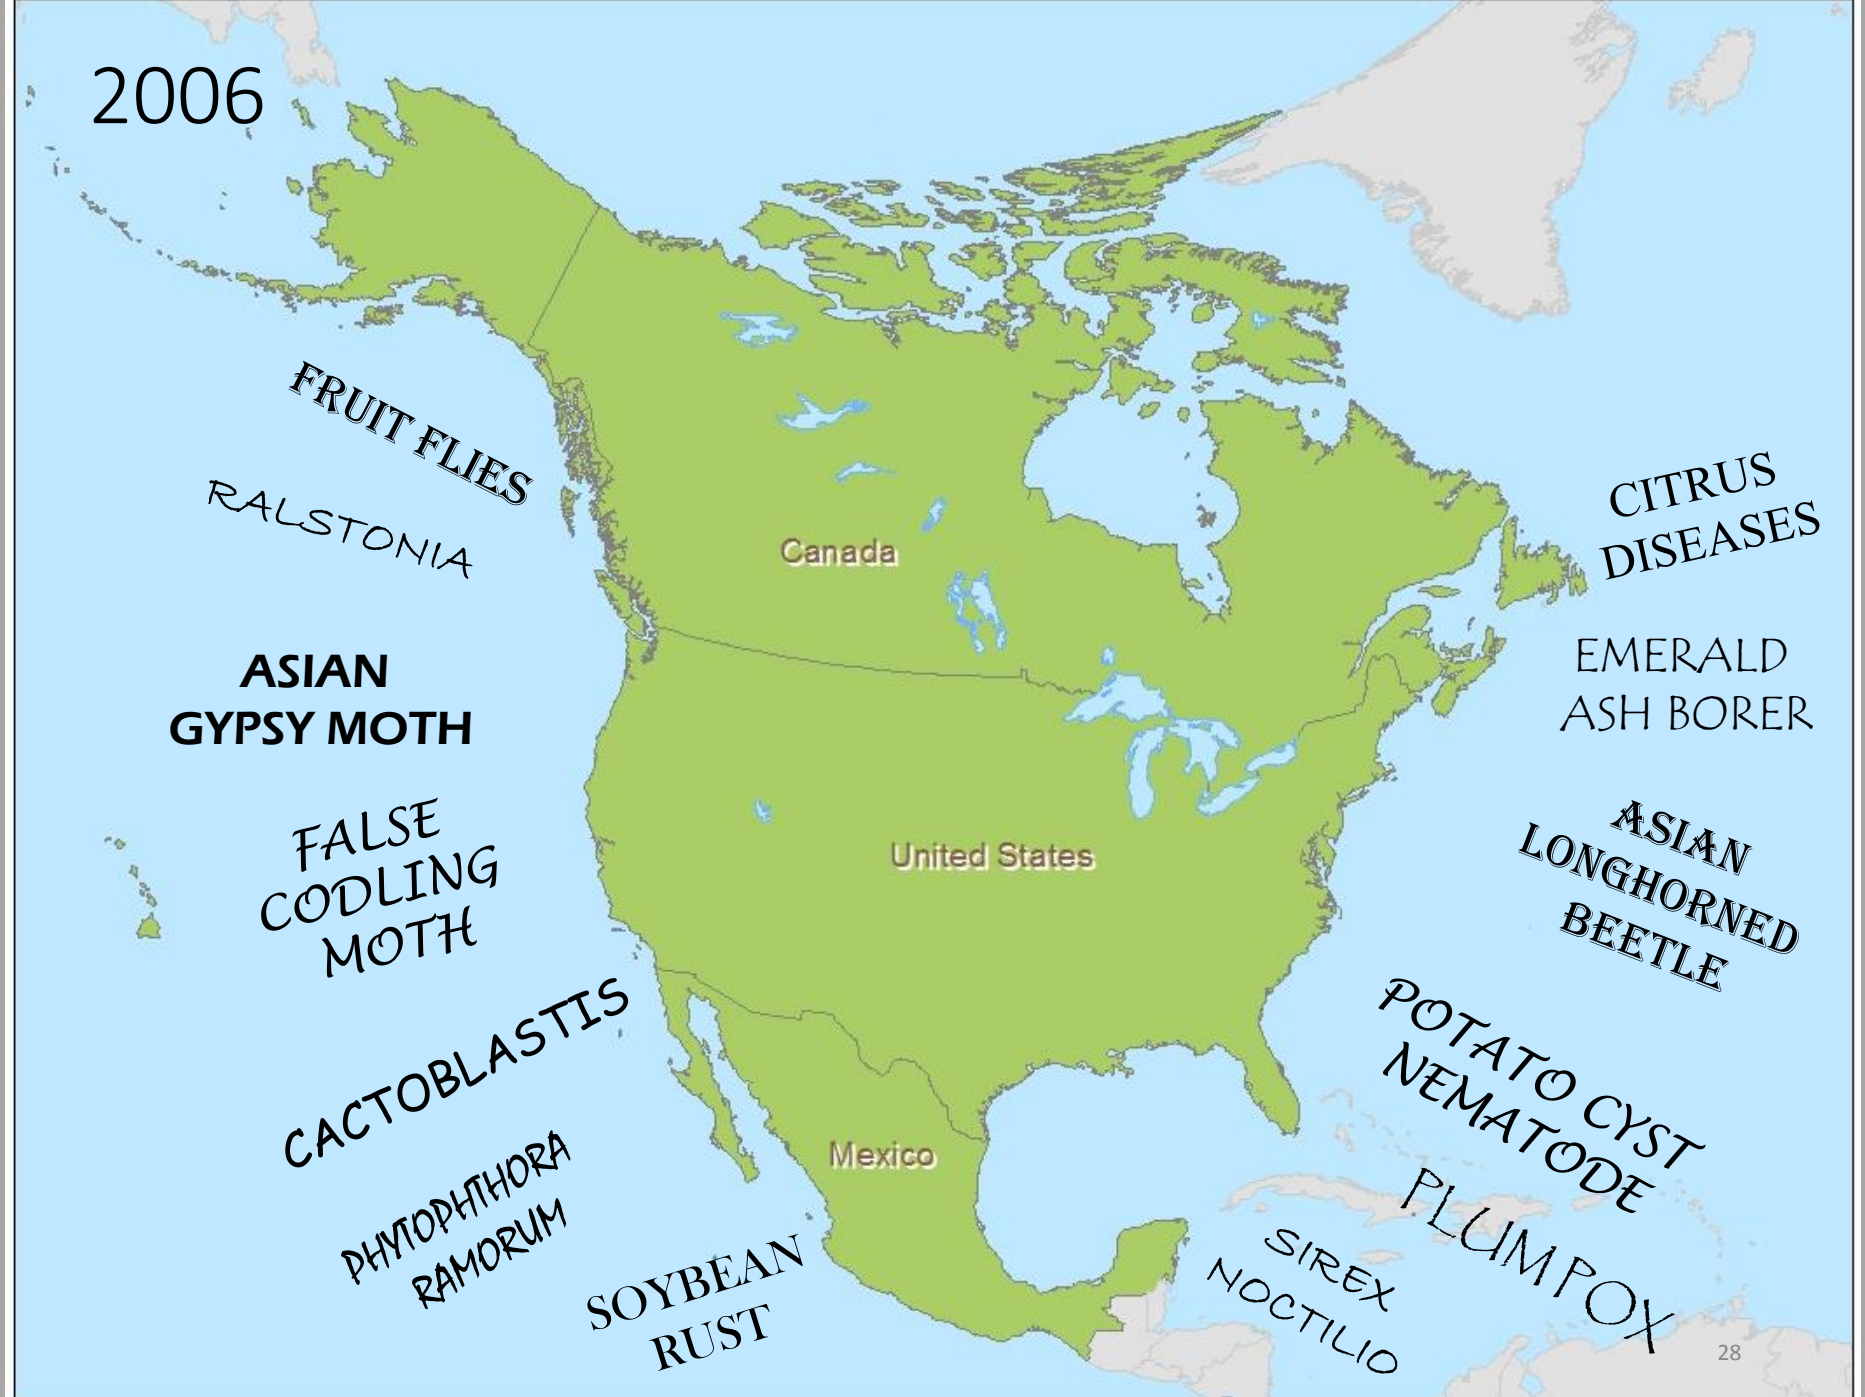 2006
FRUIT FLIES
RALSTONIA
ASIAN
GYPSY MOTH
FALSE
CODLING
MOTH
CACTOBLASTIS
PHYTOPHTHORA
RAMORUM
SOYBEAN
RUST
Canada
United States
Mexico
CITRUS
DISEASES
EMERALD
ASH BORER
ASIAN
LONGHORNED
BEETLE
POTATO CYST
NEMATODE
PLUM POX
SIREX
NOCTILIO
28